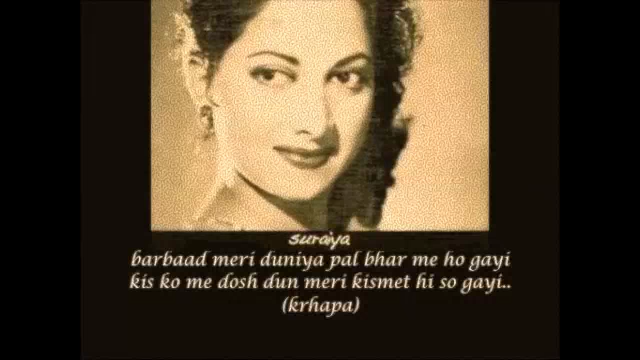 suraiya
barbaad meri duniya pal bhar me ho gayi
kis ko me dosh dun meri kismet hi so gayi..
(krhapa)